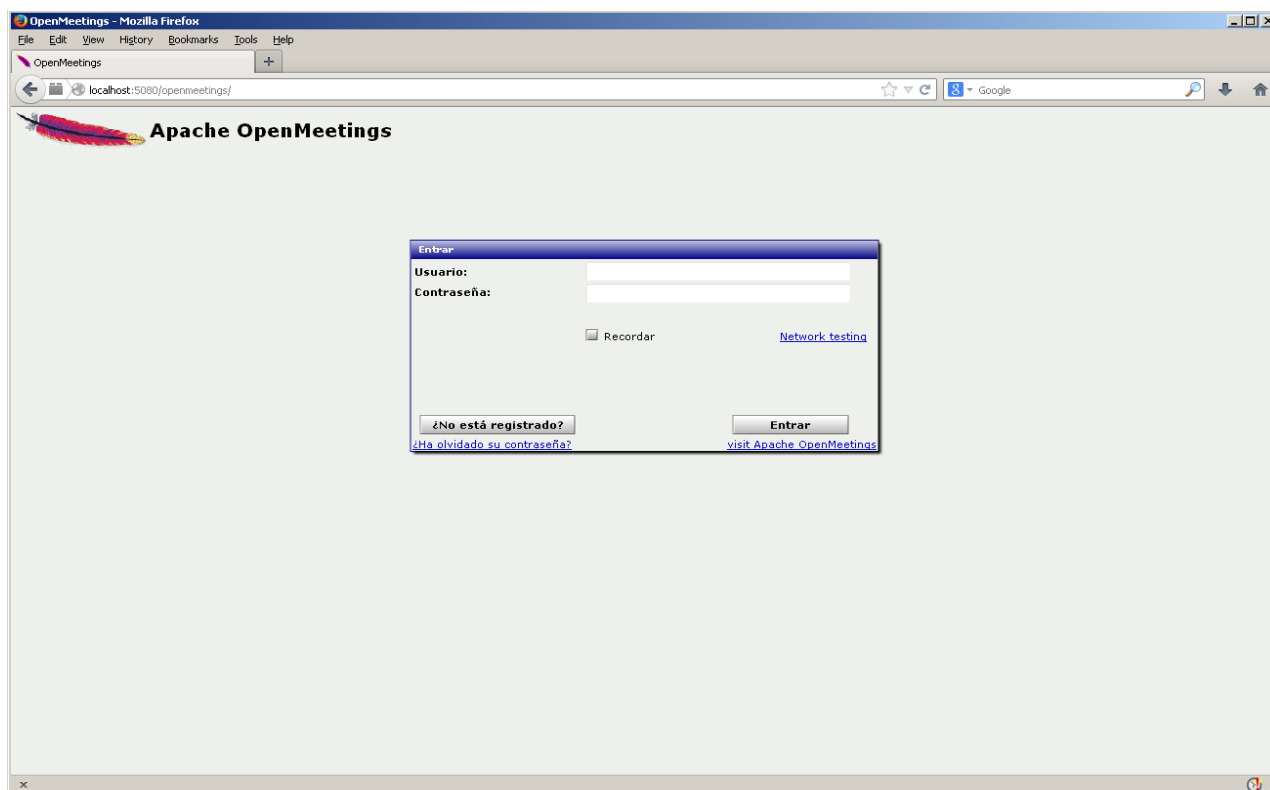 OpenMeetings - Mozilla Firefox
File Edit View History Bookmarks Tools Help
OpenMeetings +
localhost:5080/openmeetings/ 8 Google
Apache OpenMeetings
Entrar
Usuario:
Contraseña:
Recordar Network testing
¿No está registrado? Entrar
¿Ha olvidado su contraseña? visit Apache OpenMeetings
x